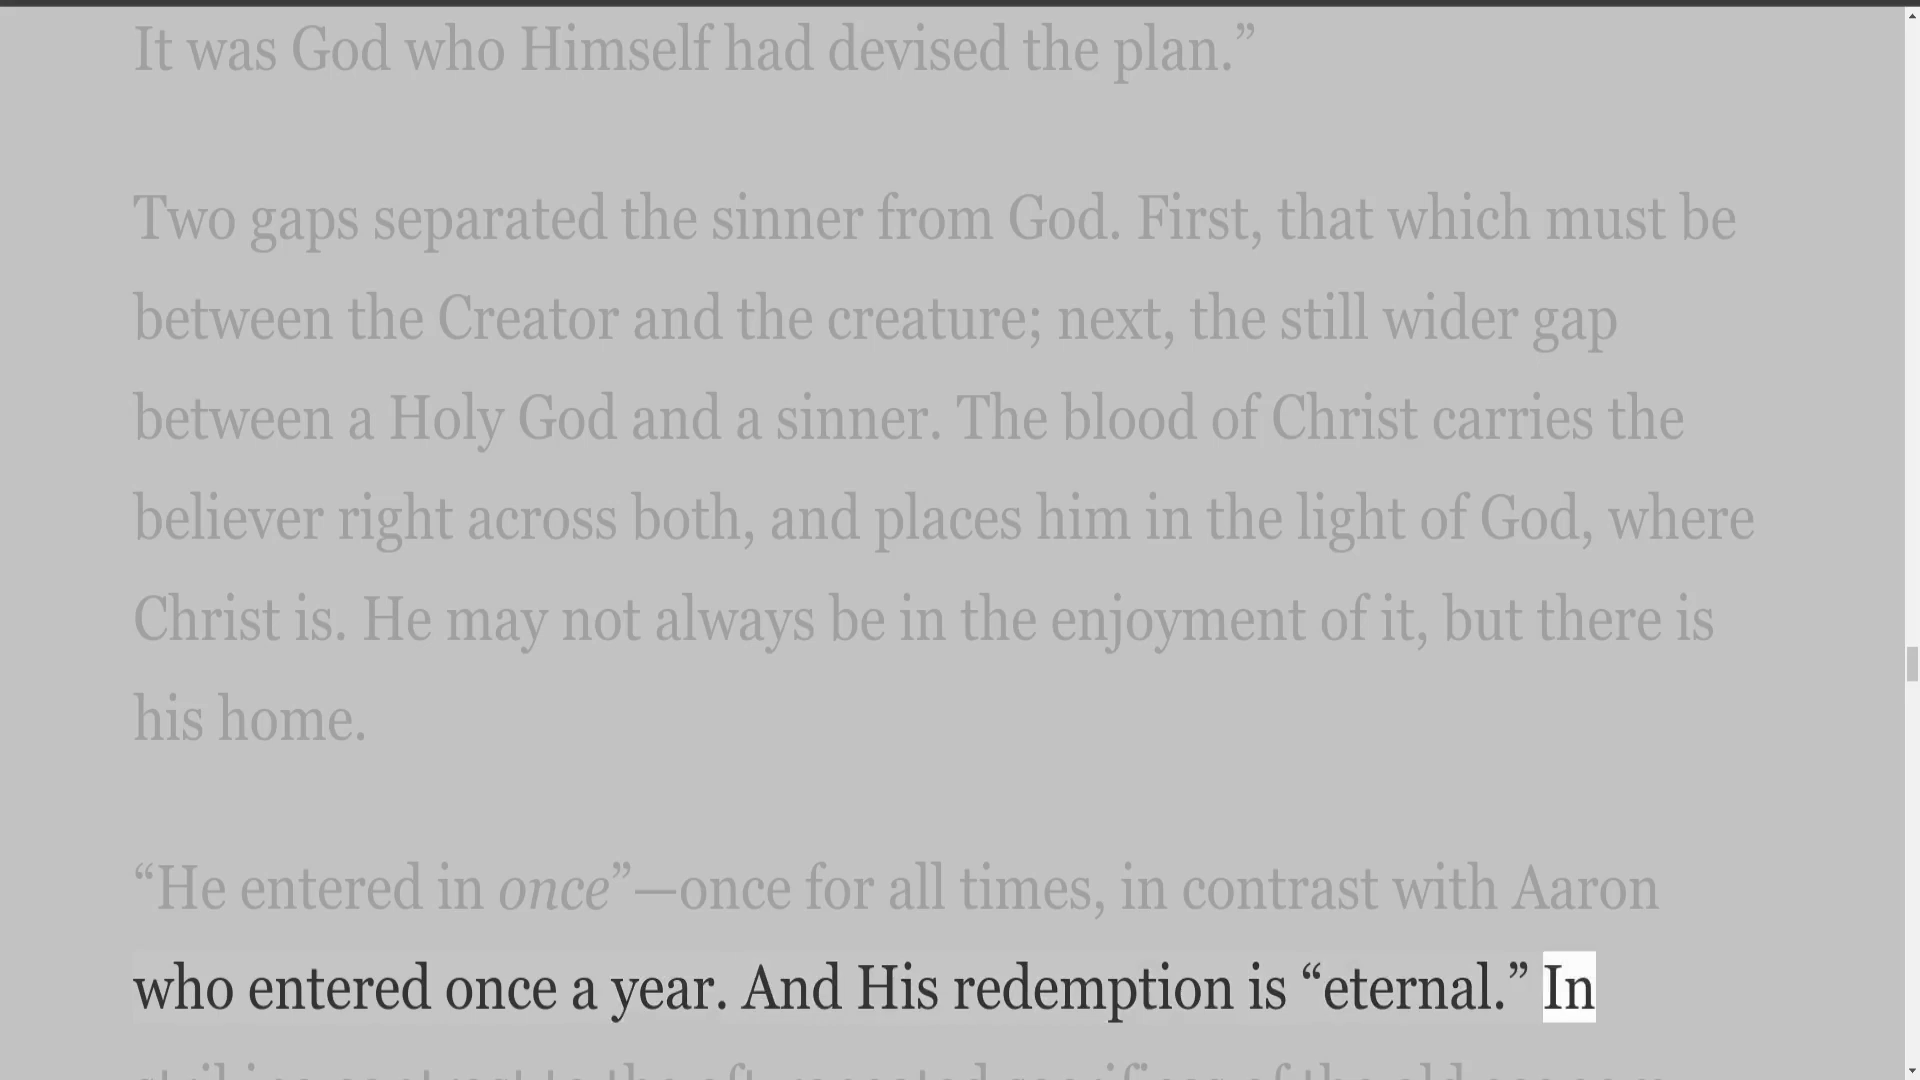 It was God who Himself had devised the plan.”
Two gaps separated the sinner from God. First, that which must be
between the Creator and the creature; next, the still wider gap
between a Holy God and a sinner. The blood of Christ carries the
believer right across both, and places him in the light of God, where
Christ is. He may not always be in the enjoyment of it, but there is
his home.
“He entered in once”—once for all times, in contrast with Aaron
who entered once a year. And His redemption is “eternal.” In